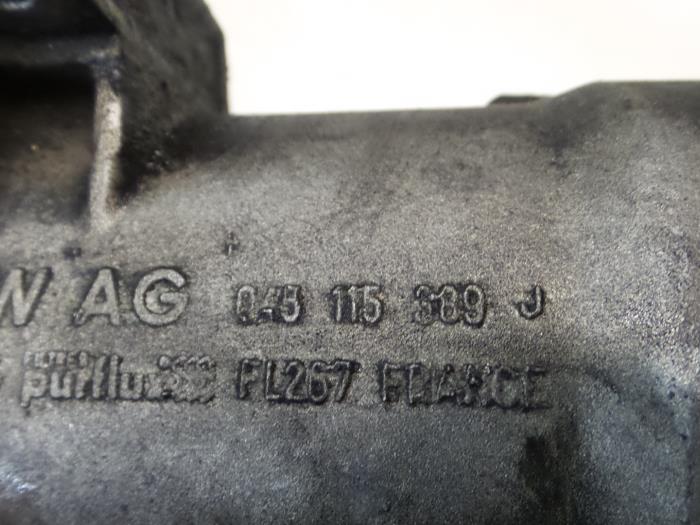 W AG 045 115 389 J
purflux FL267 FRANCE